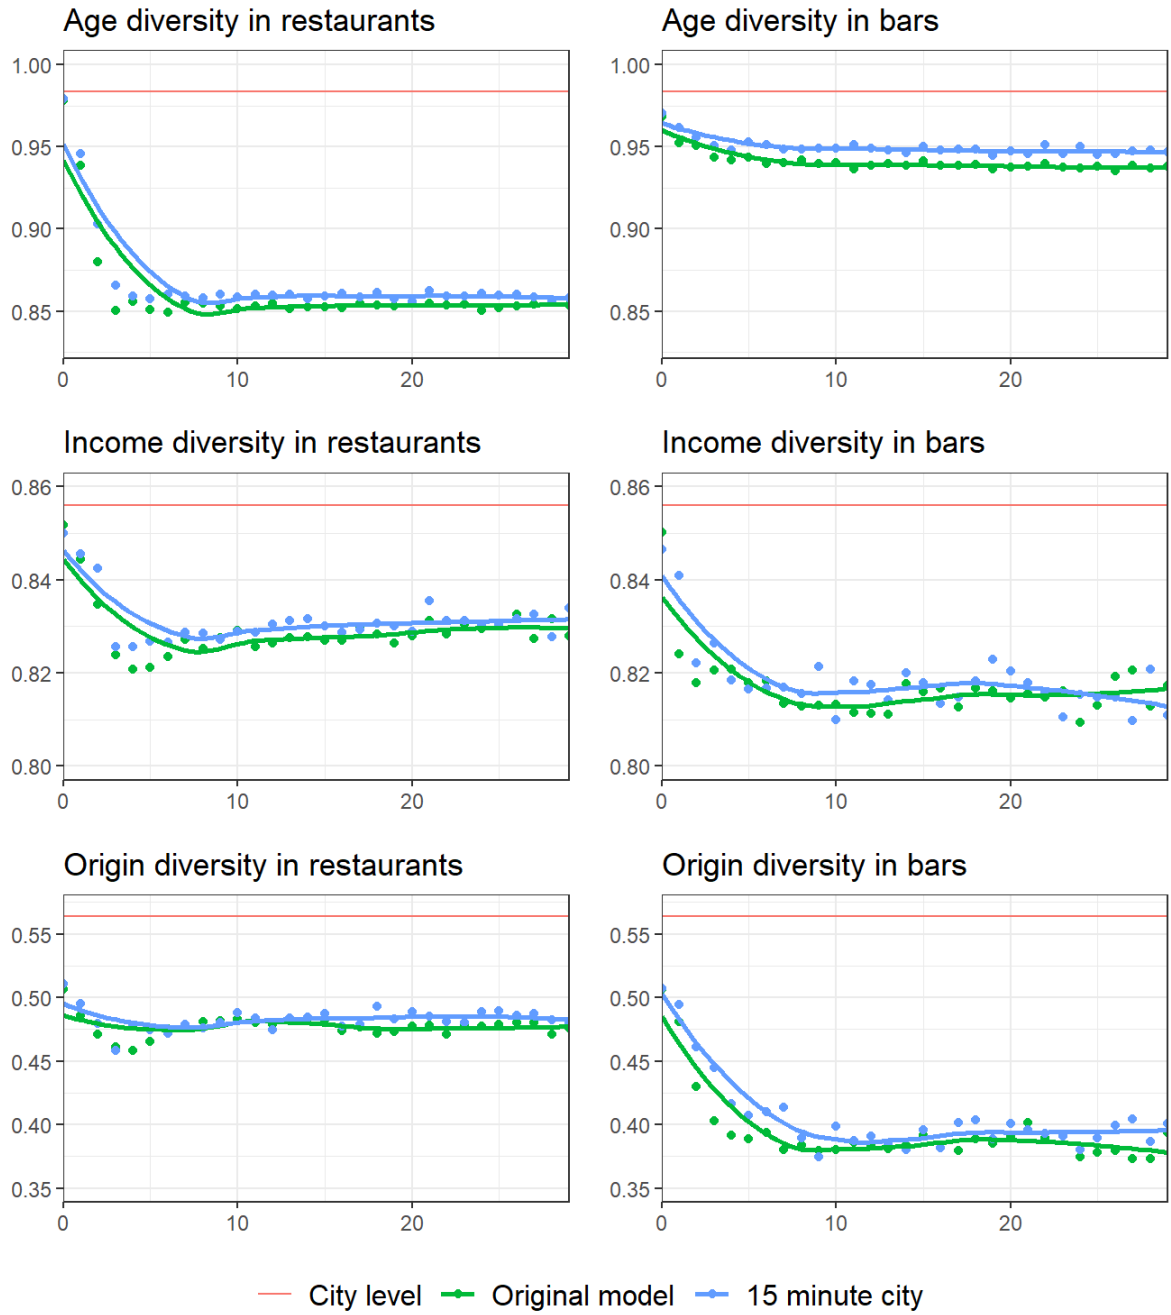 Age diversity in restaurants
1.00
0.95
0.90
0.85
0 10 20
Age diversity in bars
1.00
0.95
0.90
0.85
0 10 20
Income diversity in restaurants
0.86
0.84
0.82
0.80
0 10 20
Income diversity in bars
0.86
0.84
0.82
0.80
0 10 20
Origin diversity in restaurants
0.55
0.50
0.45
0.40
0.35
0 10 20
Origin diversity in bars
0.55
0.50
0.45
0.40
0.35
0 10 20
City level Original model 15 minute city